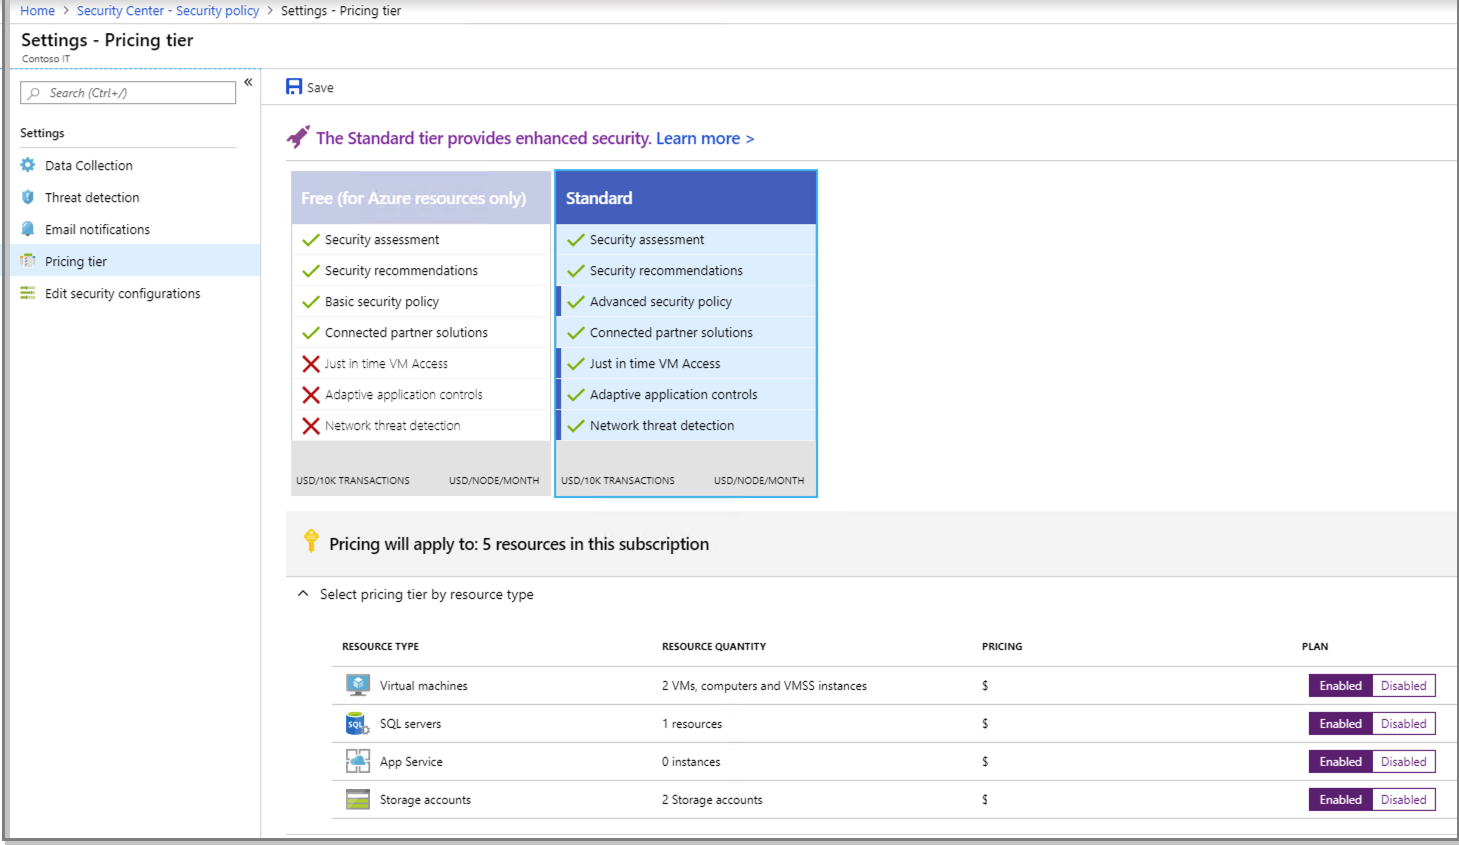 Home > Security Center - Security policy > Settings - Pricing tier
Settings - Pricing tier
Contoso IT
Search (Ctrl+/)
«
Settings
Data Collection
Threat detection
Email notifications
Pricing tier
Edit security configurations
Save
The Standard tier provides enhanced security. Learn more >
Free (for Azure resources only)
Security assessment
Security recommendations
Basic security policy
Connected partner solutions
Just in time VM Access
Adaptive application controls
Network threat detection
USD/10K TRANSACTIONS USD/NODE/MONTH
Standard
Security assessment
Security recommendations
Advanced security policy
Connected partner solutions
Just in time VM Access
Adaptive application controls
Network threat detection
USD/10K TRANSACTIONS USD/NODE/MONTH
Pricing will apply to: 5 resources in this subscription
Select pricing tier by resource type
RESOURCE TYPE RESOURCE QUANTITY PRICING PLAN
Virtual machines 2 VMs, computers and VMSS instances $ Enabled Disabled
SQL SQL servers 1 resources $ Enabled Disabled
App Service 0 instances $ Enabled Disabled
Storage accounts 2 Storage accounts $ Enabled Disabled